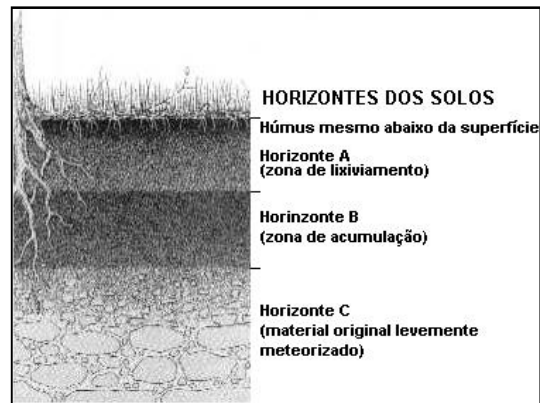 HORIZONTES DOS SOLOS
Húmus mesmo abaixo da superfície
Horizonte A
(zona de lixiviamento)
Horinzonte B
(zona de acumulação)
Horizonte C
(material original levemente
meteorizado)